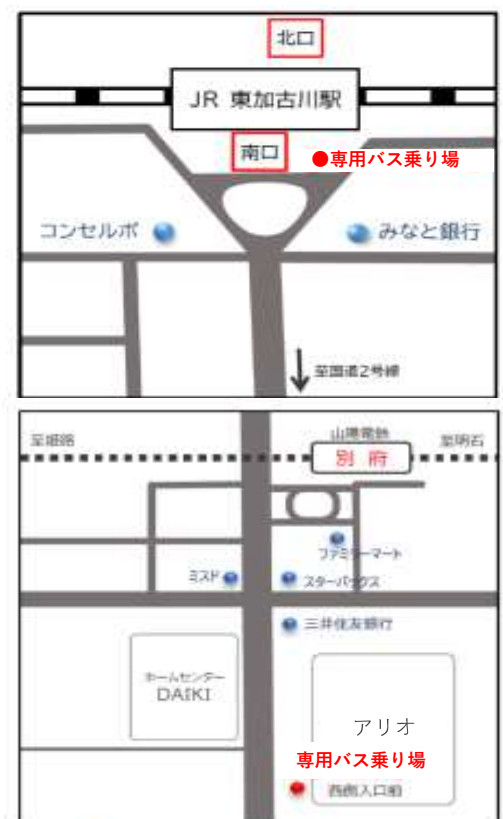 北口
JR 東加古川駅
南口
●専用バス乗り場
コンセルボ
みなと銀行
至国道2号線
至姫路
山陽電鉄
至明石
別府
ファミリーマート
ミスド
スターバックス
三井住友銀行
ホームセンター
DAIKI
アリオ
専用バス乗り場
西側入口前